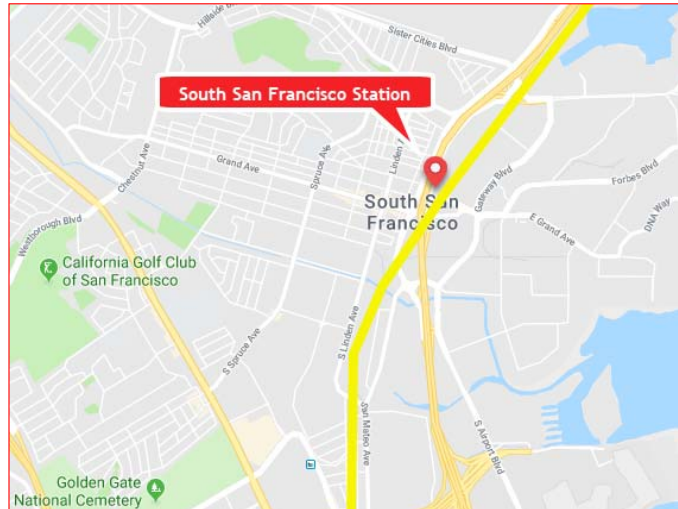 Hillside Blvd
Sister Cities Blvd
South San Francisco Station
Linden
Grand Ave
Spruce Ave
Chestnut Ave
Westborough Blvd
South San
Francisco
Gateway Blvd
Forbes Blvd
DNA Way
E Grand Ave
California Golf Club
of San Francisco
S Linden Ave
S Spruce Ave
San Mateo Ave
S Airport Blvd
Golden Gate
National Cemetery